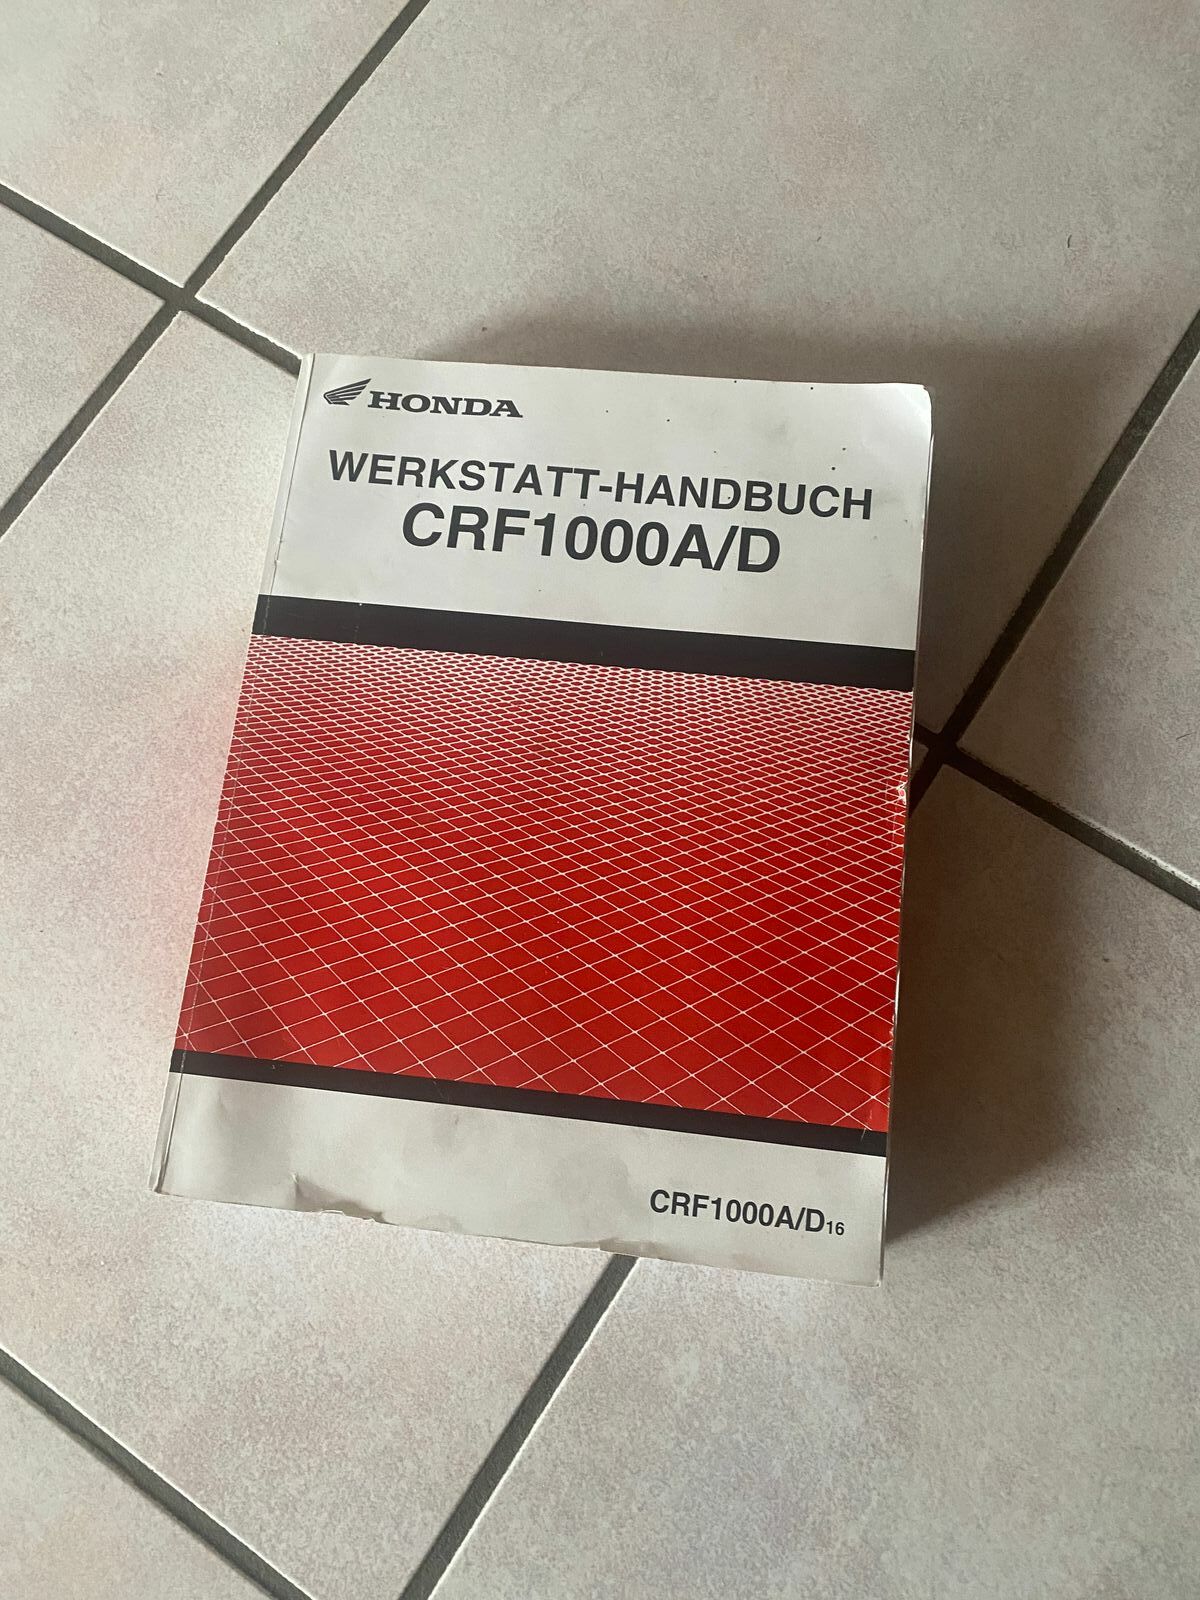 HONDA
WERKSTATT-HANDBUCH
CRF1000A/D
CRF1000A/D16